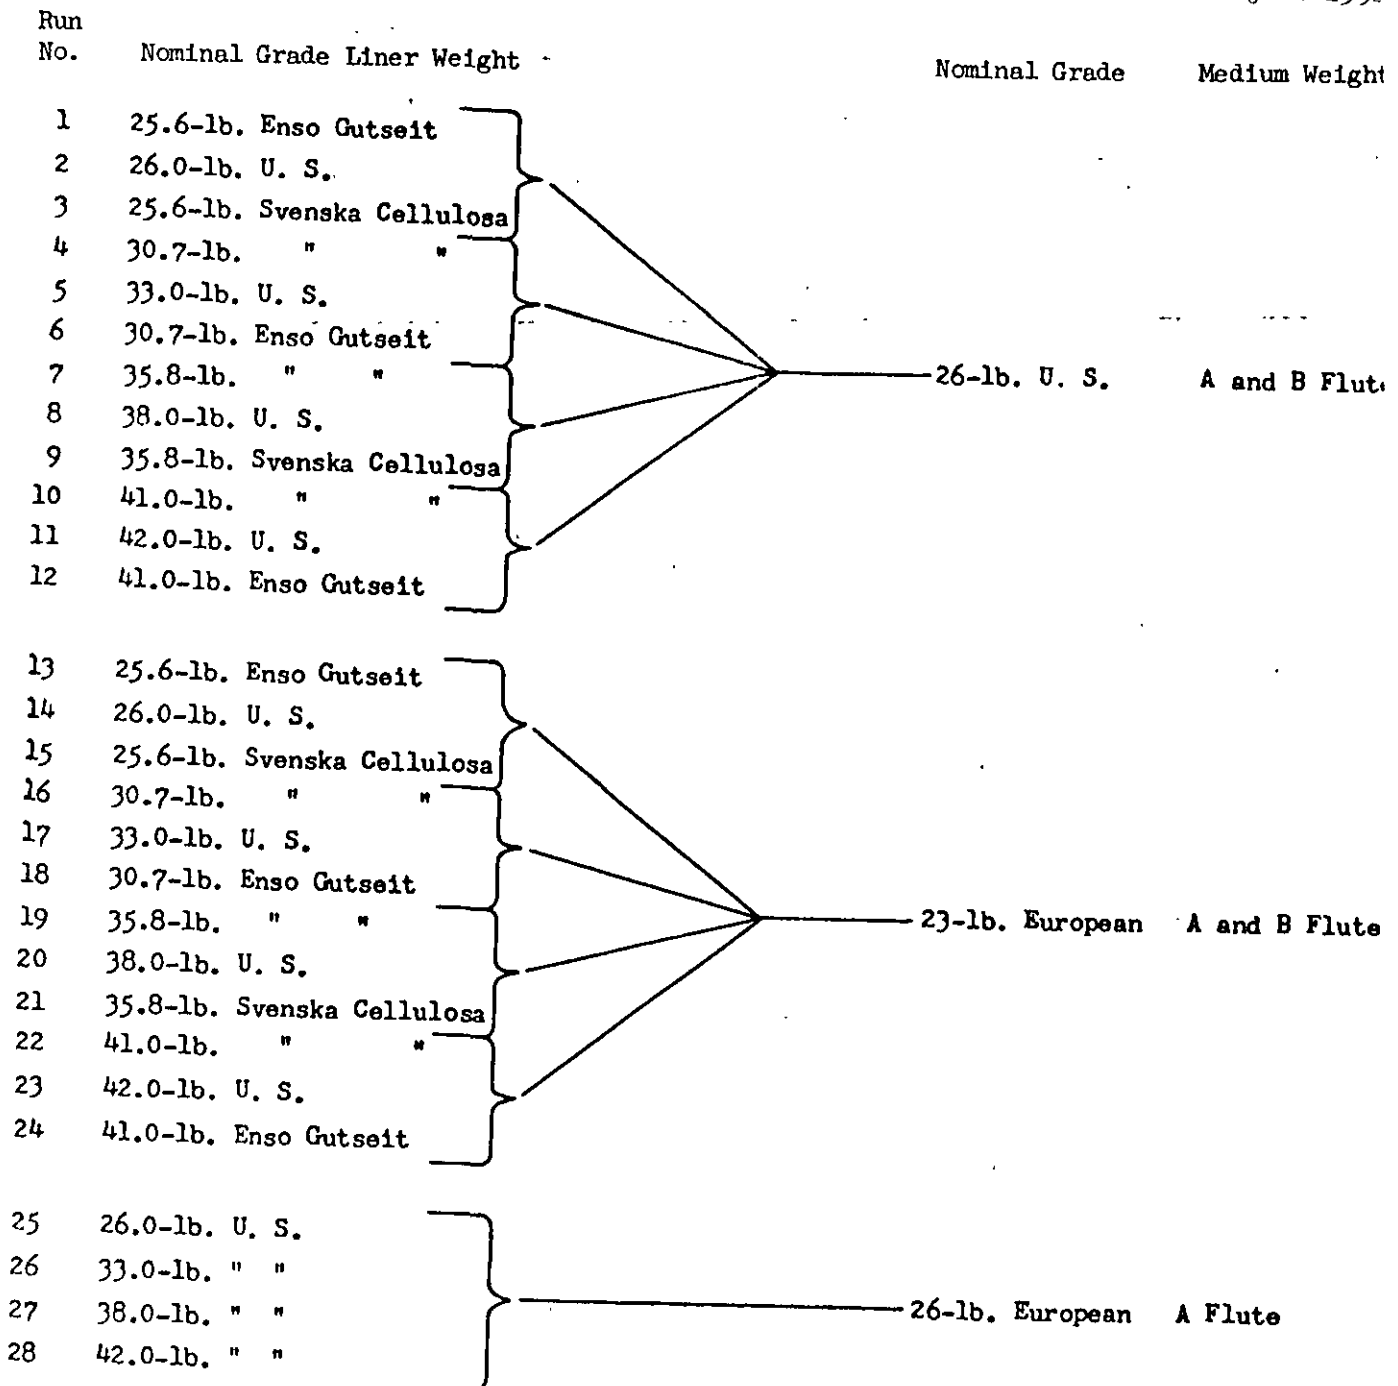 Run
No. Nominal Grade Liner Weight Nominal Grade Medium Weight
1 25.6-lb. Enso Gutseit
2 26.0-lb. U. S.
3 25.6-lb. Svenska Cellulosa
4 30.7-lb. " "
5 33.0-lb. U. S.
6 30.7-lb. Enso Gutseit
7 35.8-lb. " " 26-lb. U. S. A and B Flute
8 38.0-lb. U. S.
9 35.8-lb. Svenska Cellulosa
10 41.0-lb. " "
11 42.0-lb. U. S.
12 41.0-lb. Enso Gutseit
13 25.6-lb. Enso Gutseit
14 26.0-lb. U. S.
15 25.6-lb. Svenska Cellulosa
16 30.7-lb. " "
17 33.0-lb. U. S.
18 30.7-lb. Enso Gutseit
19 35.8-lb. " " 23-lb. European A and B Flute
20 38.0-lb. U. S.
21 35.8-lb. Svenska Cellulosa
22 41.0-lb. " "
23 42.0-lb. U. S.
24 41.0-lb. Enso Gutseit
25 26.0-lb. U. S.
26 33.0-lb. " "
27 38.0-lb. " " 26-lb. European A Flute
28 42.0-lb. " "